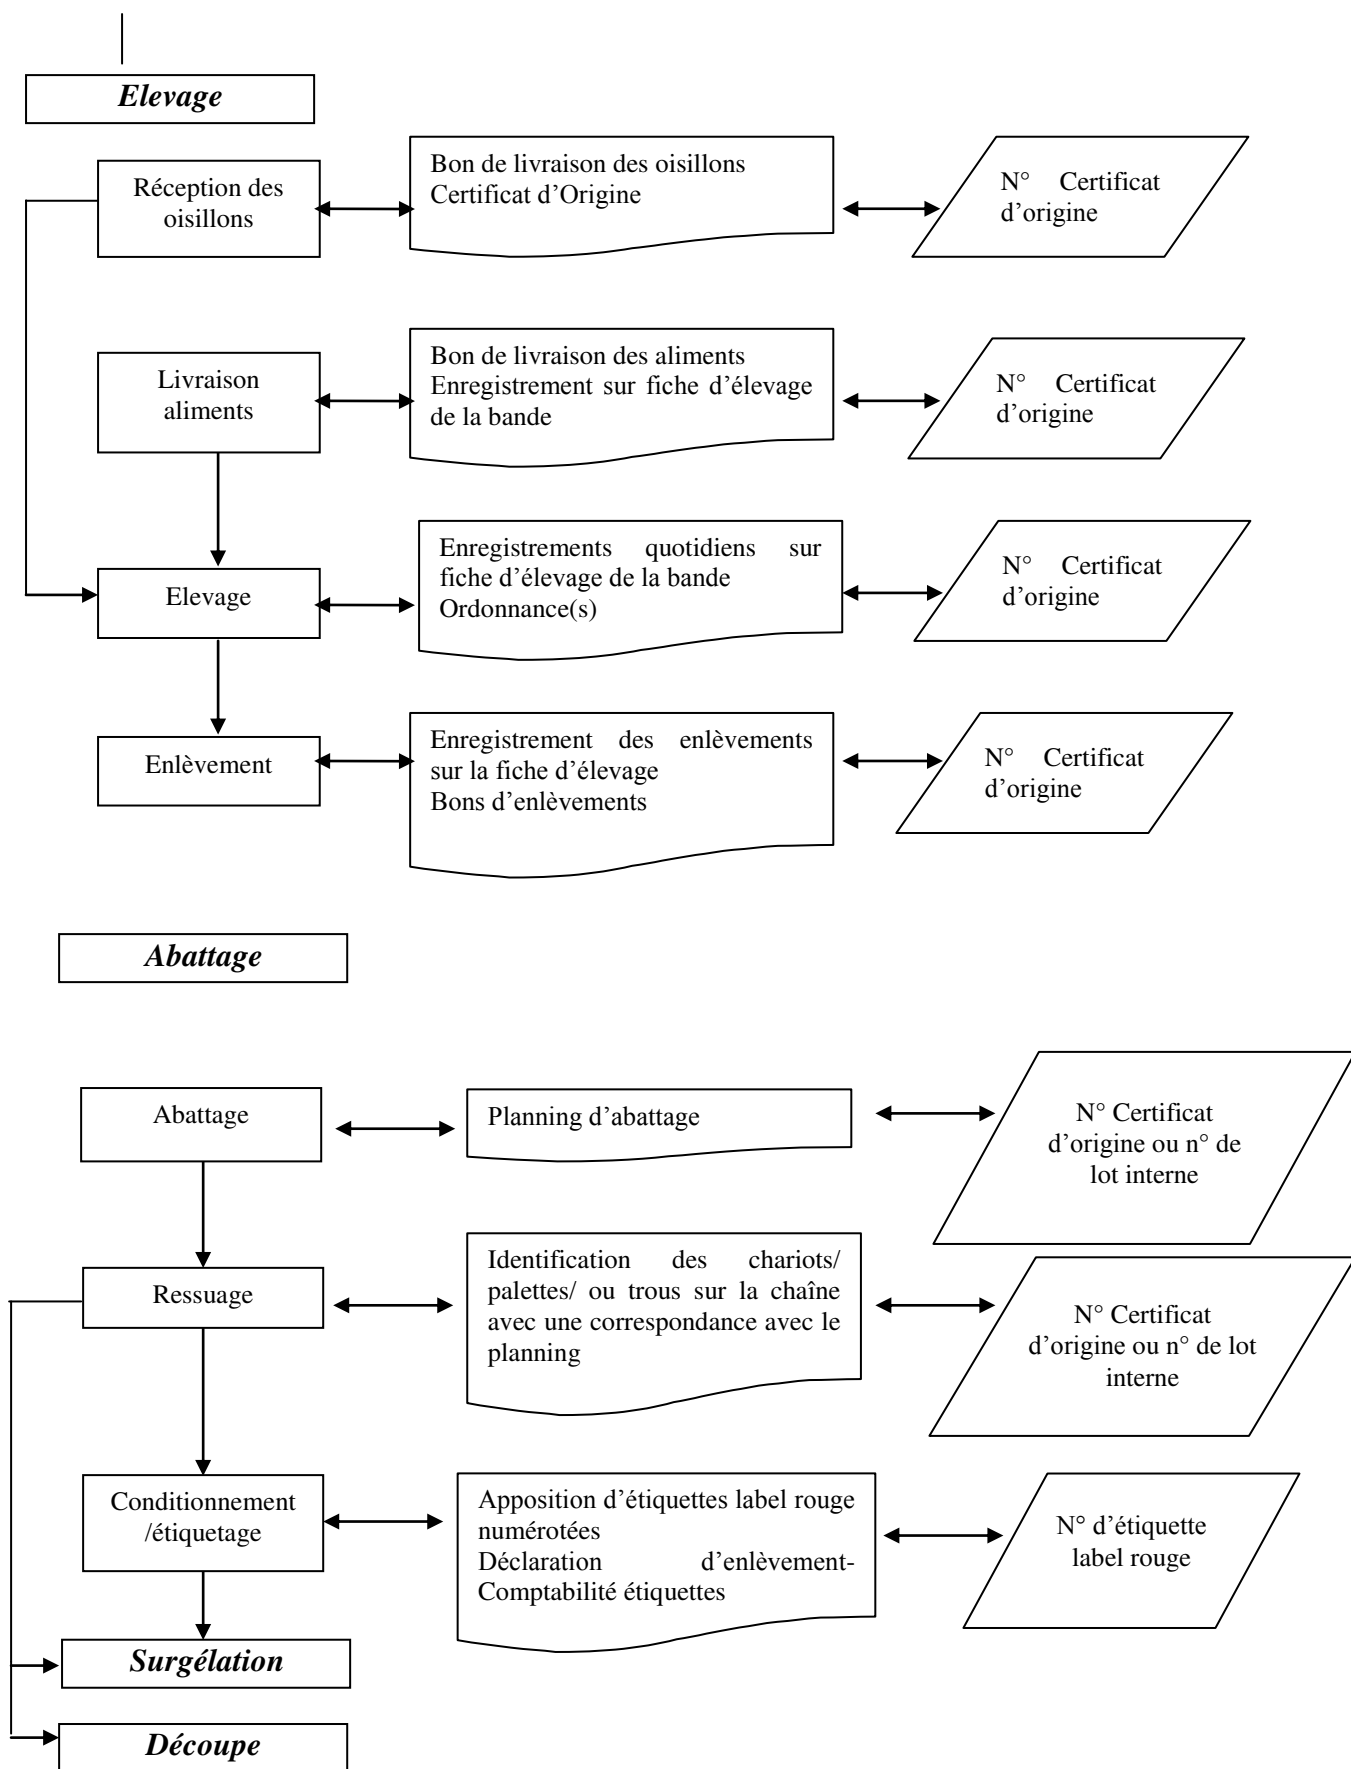 Elevage
Réception des
oisillons
Bon de livraison des oisillons
Certificat d’Origine
N° Certificat
d’origine
Livraison
aliments
Bon de livraison des aliments
Enregistrement sur fiche d’élevage
de la bande
N° Certificat
d’origine
Elevage
Enregistrements quotidiens sur
fiche d’élevage de la bande
Ordonnance(s)
N° Certificat
d’origine
Enlèvement
Enregistrement des enlèvements
sur la fiche d’élevage
Bons d’enlèvements
N° Certificat
d’origine
Abattage
Abattage
Planning d’abattage
N° Certificat
d’origine ou n° de
lot interne
Ressuage
Identification des chariots/
palettes/ ou trous sur la chaîne
avec une correspondance avec le
planning
N° Certificat
d’origine ou n° de lot
interne
Conditionnement
/étiquetage
Apposition d’étiquettes label rouge
numérotées
Déclaration d’enlèvement-
Comptabilité étiquettes
N° d’étiquette
label rouge
Surgélation
Découpe